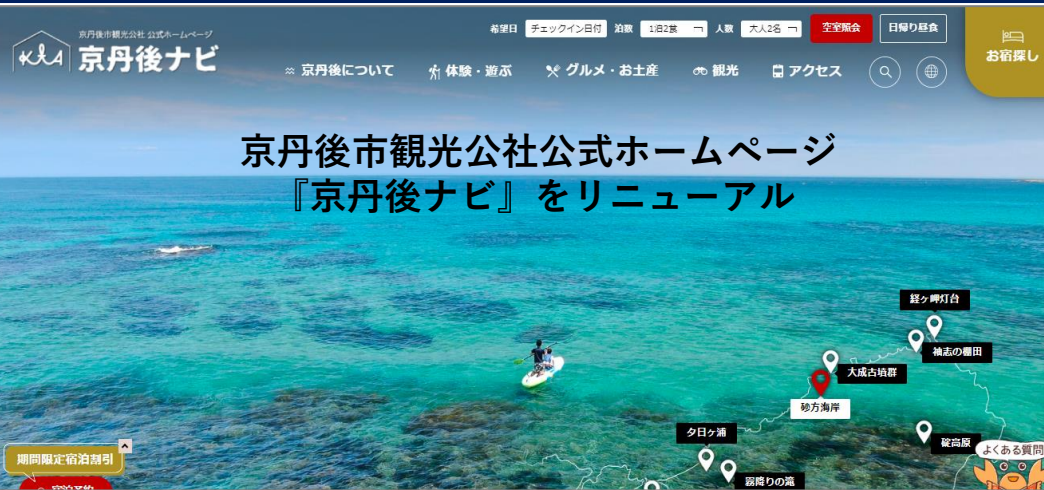 京丹後市観光公社 公式ホームページ
京丹後ナビ
希望日 チェックイン日付 泊数 1泊2食 人数 大人2名 空室照会 日帰り昼食
お宿探し
京丹後について 体験・遊ぶ グルメ・お土産 観光 アクセス
京丹後市観光公社公式ホームページ
『京丹後ナビ』をリニューアル
経ヶ岬灯台
袖志の棚田
大成古墳群
砂方海岸
夕日ヶ浦
碇高原
よくある質問
期間限定宿泊割引
霧降りの滝
宿泊予約